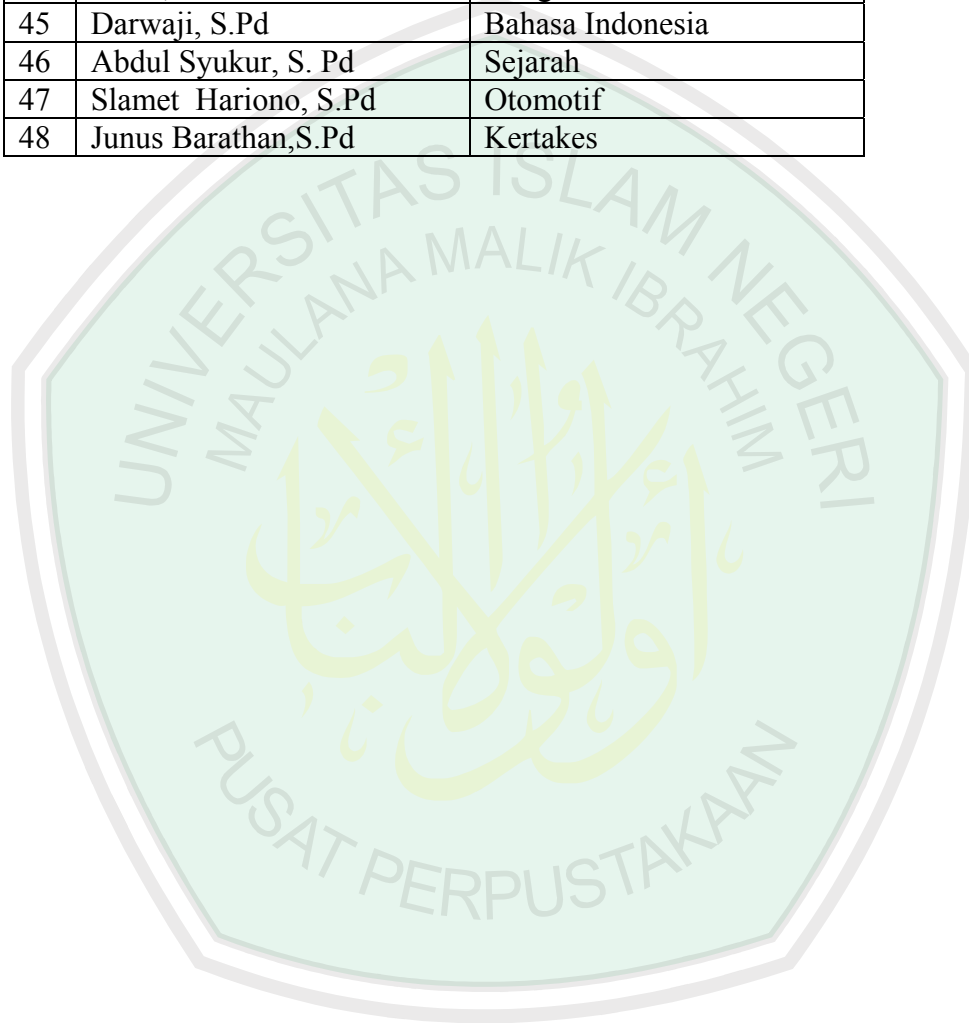 45 Darwaji, S.Pd Bahasa Indonesia
46 Abdul Syukur, S. Pd Sejarah
47 Slamet Hariono, S.Pd Otomotif
48 Junus Barathan,S.Pd Kertakes
UNIVERSITAS ISLAM NEGERI
MAULANA MALIK IBRAHIM
PUSAT PERPUSTAKAAN